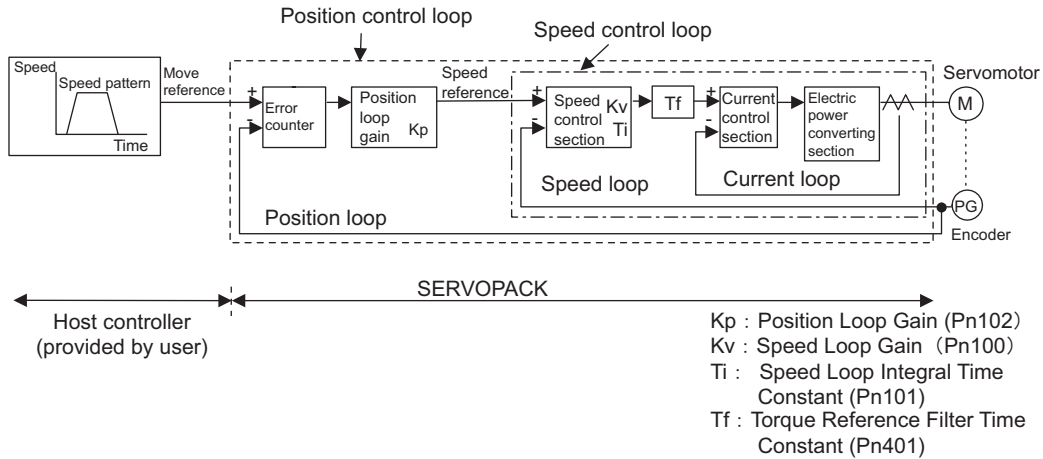 Position control loop
Speed control loop
Speed
Speed pattern
Time
Move
reference
+
-
-
Error
counter
Position
loop
gain
Kp
Speed
reference
+
-
Speed
control
section
Kv
Ti
Tf
+
-
Current
control
section
Electric
power
converting
section
Servomotor
M
Speed loop
Current loop
Position loop
PG
Encoder
SERVOPACK
Host controller
(provided by user)
Kp : Position Loop Gain (Pn102)
Kv : Speed Loop Gain (Pn100)
Ti : Speed Loop Integral Time
Constant (Pn101)
Tf : Torque Reference Filter Time
Constant (Pn401)